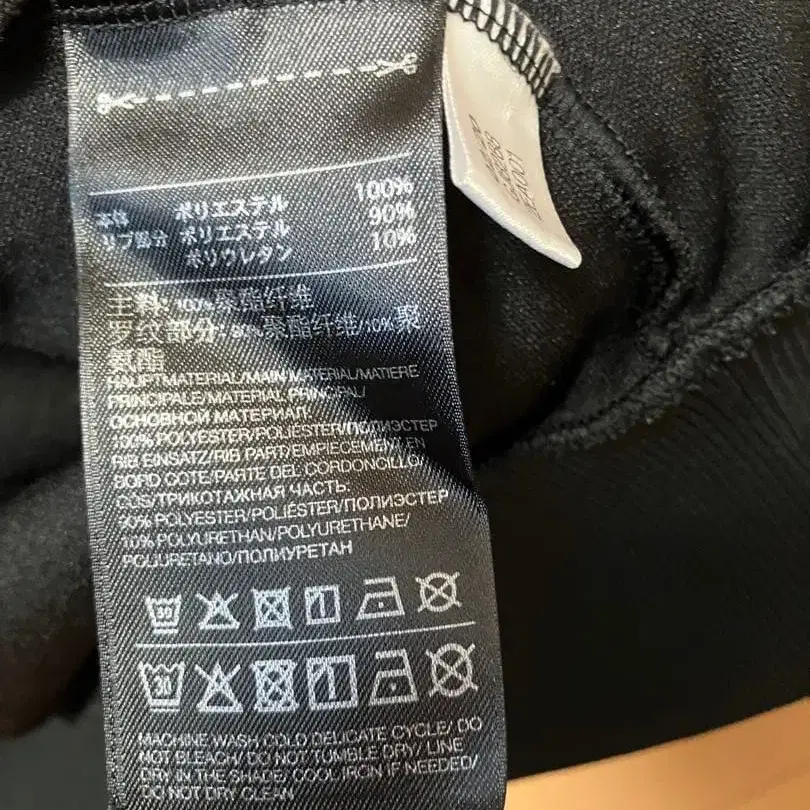 100%
本体 ポリエステル 90%
リブ部分 ポリエステル 10%
ポリウレタン
主料: 100%聚酯纤维
罗纹部分: 90%聚酯纤维/10%聚
氨酯
HAUPTMATERIAL/MAIN MATERIAL/MATIERE
PRINCIPALE/MATERIAL PRINCIPAL/
ОСНОВНОЙ МАТЕРИАЛ:
100% POLYESTER/POLIÉSTER/ПОЛИЭСТЕР
RIB EINSATZ/RIB PART/EMPIECEMENT EN
BORD COTE/PARTE DEL CORDONCILLO/
COS/ТРИКОТАЖНАЯ ЧАСТЬ:
90% POLYESTER/POLIÉSTER/ПОЛИЭСТЕР
10% POLYURETHAN/POLYURETHANE/
POLIURETANO/ПОЛИУРЕТАН
30
30
MACHINE WASH COLD DELICATE CYCLE/ DO
NOT BLEACH/ DO NOT TUMBLE DRY/ LINE
DRY IN THE SHADE/ COOL IRON IF NEEDED/
DO NOT DRY CLEAN